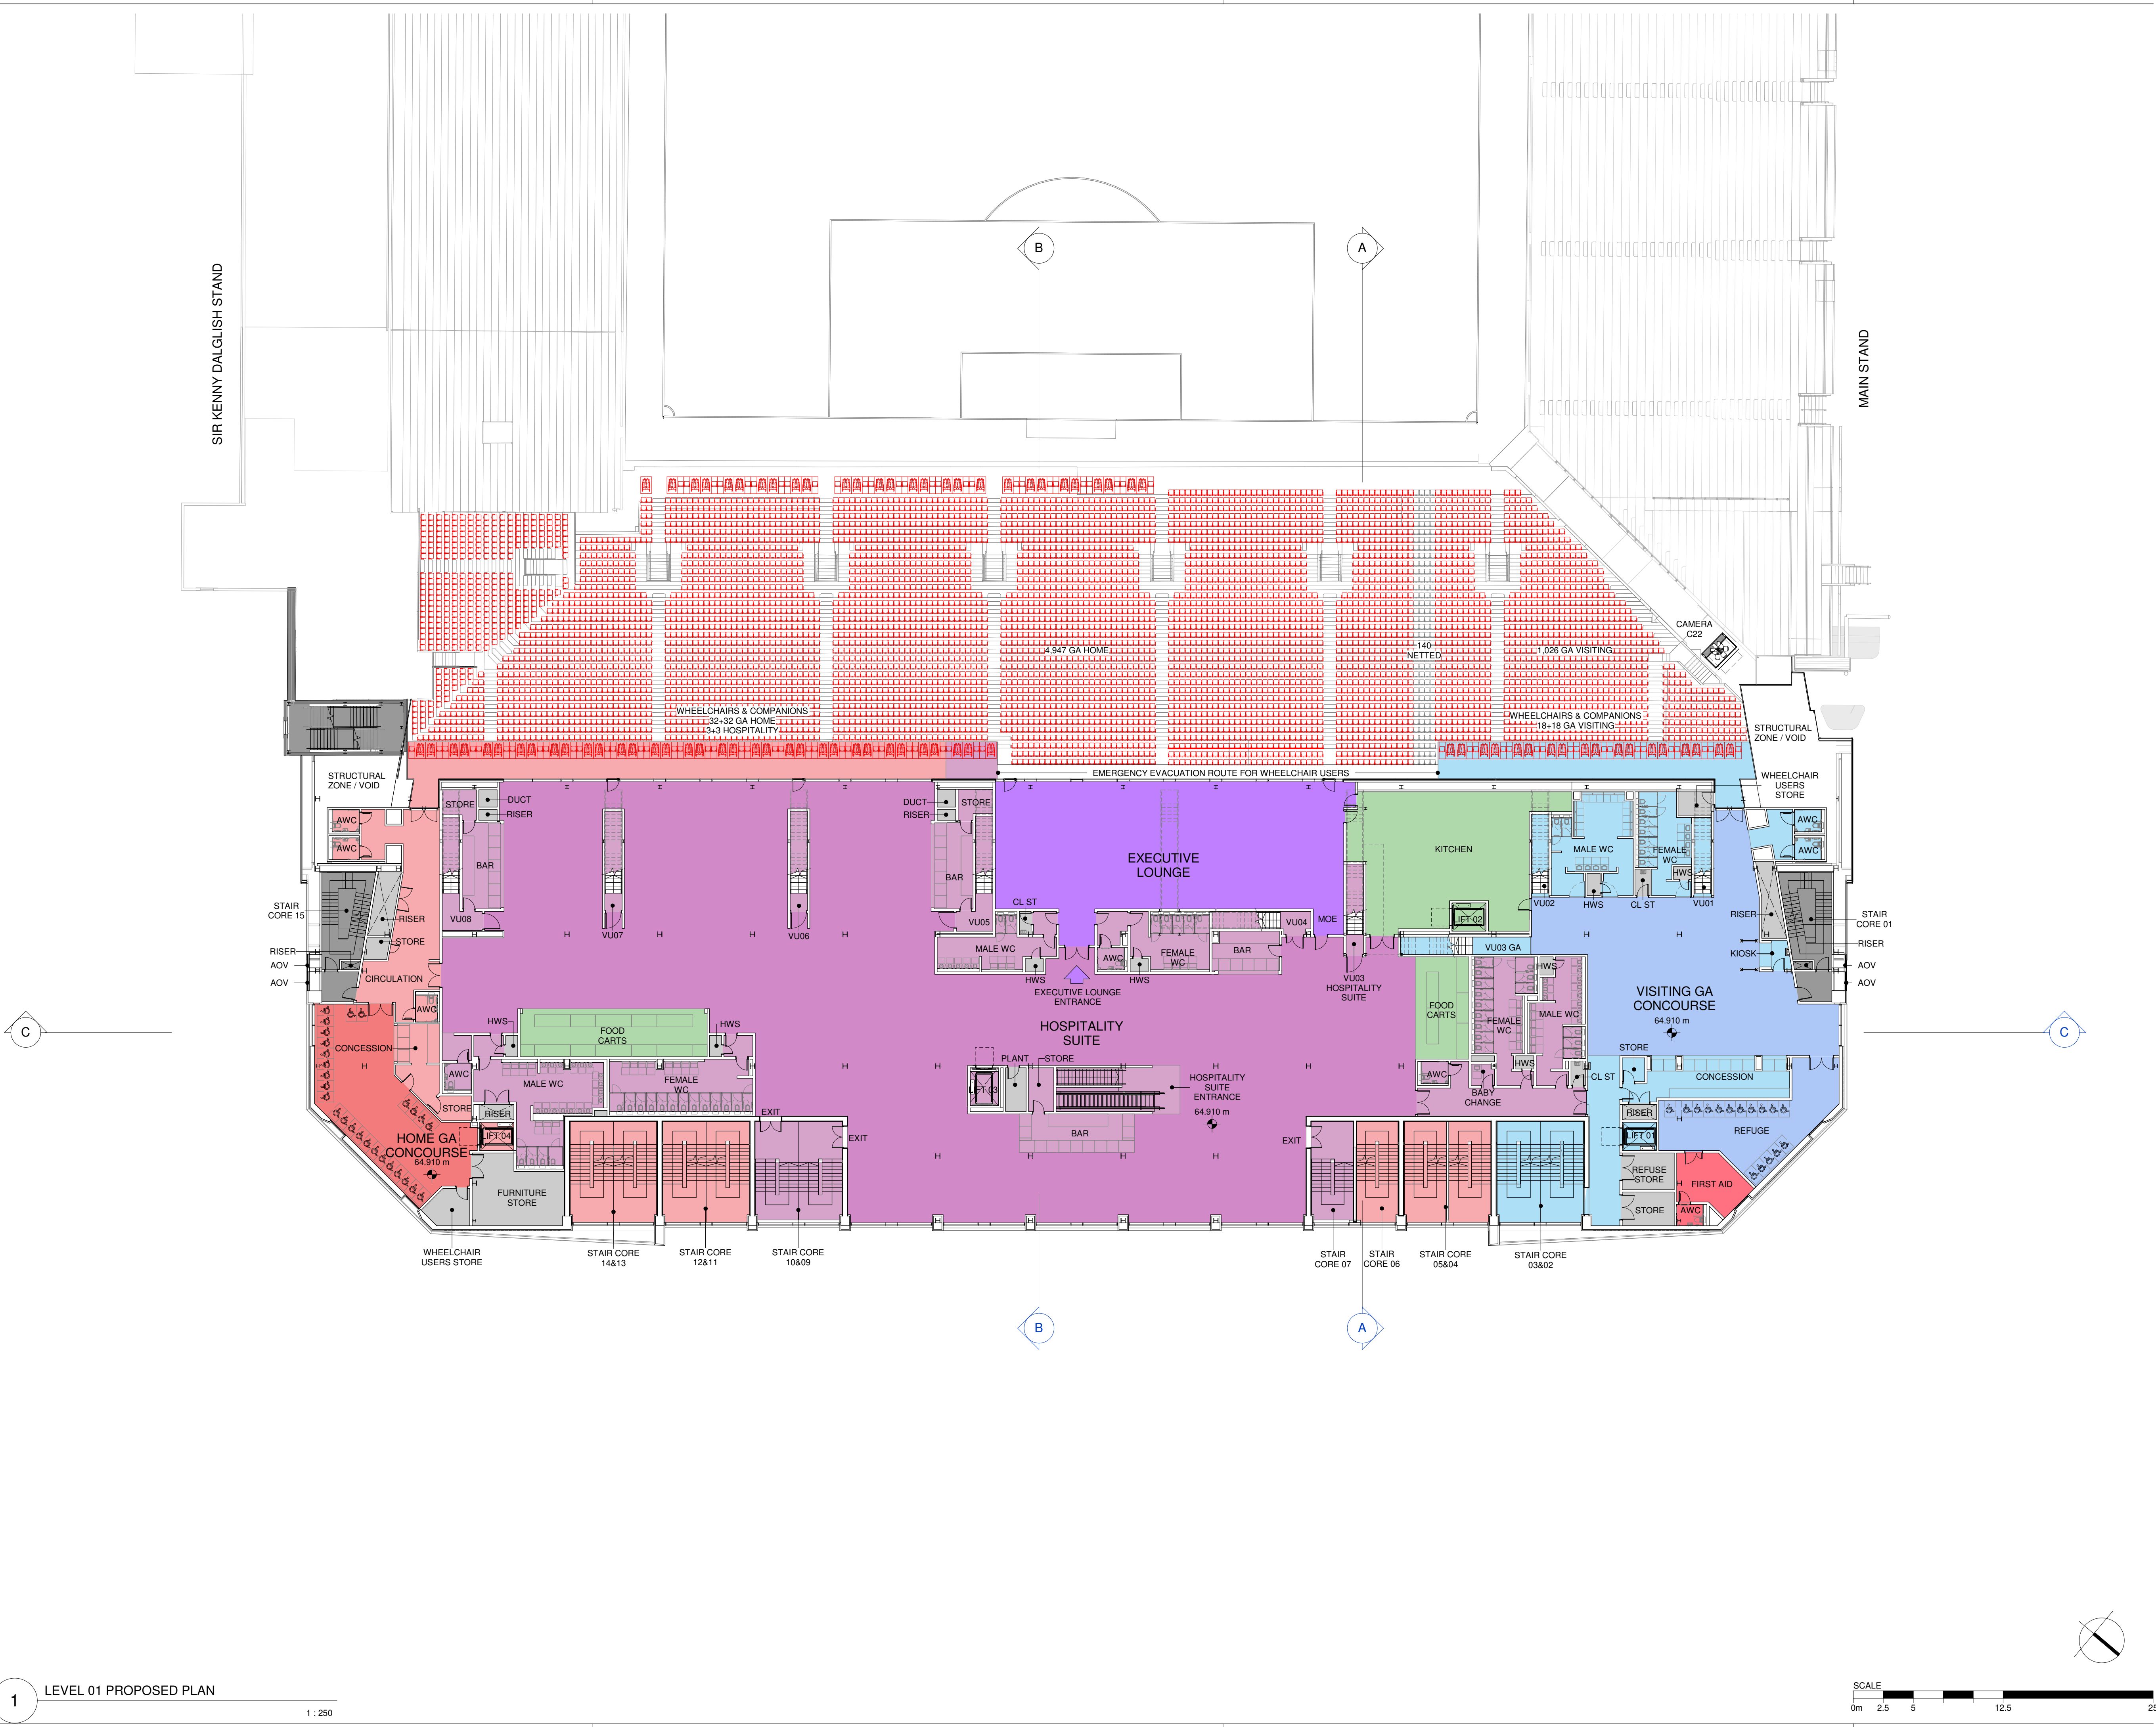 B
A
SIR KENNY DALGLISH STAND
MAIN STAND
CAMERA
C22
4,947 GA HOME
140
NETTED
1,026 GA VISITING
WHEELCHAIRS & COMPANIONS
32+32 GA HOME
3+3 HOSPITALITY
WHEELCHAIRS & COMPANIONS
18+18 GA VISITING
STRUCTURAL
ZONE / VOID
EMERGENCY EVACUATION ROUTE FOR WHEELCHAIR USERS
STRUCTURAL
ZONE / VOID
WHEELCHAIR
USERS
STORE
STORE
DUCT
RISER
DUCT
RISER
STORE
AWC
AWC
BAR
BAR
EXECUTIVE
LOUNGE
KITCHEN
MALE WC
FEMALE
WC
HWS
AWC
AWC
STAIR
CORE 15
RISER
STORE
VU08
VU07
VU06
VU05
CL ST
VU04
MOE
LIFT 02
VU02
HWS
CL ST
VU01
RISER
STAIR
CORE 01
RISER
AOV
AOV
CIRCULATION
MALE WC
HWS
AWC
HWS
FEMALE
WC
BAR
VU03 GA
KIOSK
RISER
AOV
AOV
EXECUTIVE LOUNGE
ENTRANCE
VU03
HOSPITALITY
SUITE
HWS
C
AWC
CONCESSION
HWS
FOOD
CARTS
HWS
HOSPITALITY
SUITE
FOOD
CARTS
FEMALE
WC
MALE WC
VISITING GA
CONCOURSE
64.910 m
C
AWC
MALE WC
FEMALE
WC
PLANT
STORE
LIFT 03
HOSPITALITY
SUITE
ENTRANCE
64.910 m
AWC
HWS
CL ST
BABY
CHANGE
STORE
CONCESSION
STORE
RISER
LIFT 04
EXIT
EXIT
BAR
EXIT
RISER
LIFT 01
REFUGE
HOME GA
CONCOURSE
64.910 m
FURNITURE
STORE
REFUSE
STORE
FIRST AID
STORE
AWC
WHEELCHAIR
USERS STORE
STAIR CORE
14&13
STAIR CORE
12&11
STAIR CORE
10&09
STAIR
CORE 07
STAIR
CORE 06
STAIR CORE
05&04
STAIR CORE
03&02
B
A
1
LEVEL 01 PROPOSED PLAN
1 : 250
SCALE
0m 2.5 5 12.5 25